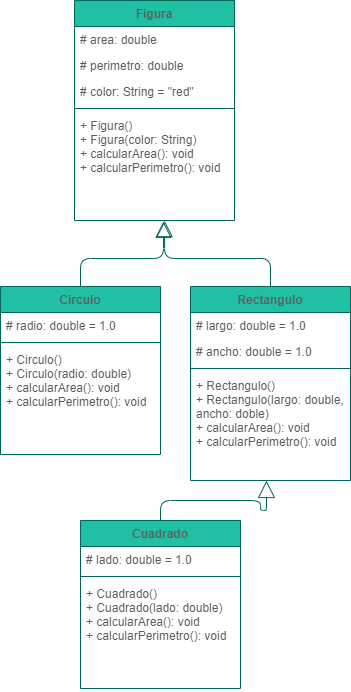 Figura
# area: double
# perimetro: double
# color: String = "red"
+ Figura()
+ Figura(color: String)
+ calcularArea(): void
+ calcularPerimetro(): void
Circulo
# radio: double = 1.0
+ Circulo()
+ Circulo(radio: double)
+ calcularArea(): void
+ calcularPerimetro(): void
Rectangulo
# largo: double = 1.0
# ancho: double = 1.0
+ Rectangulo()
+ Rectangulo(largo: double,
ancho: doble)
+ calcularArea(): void
+ calcularPerimetro(): void
Cuadrado
# lado: double = 1.0
+ Cuadrado()
+ Cuadrado(lado: double)
+ calcularArea(): void
+ calcularPerimetro(): void